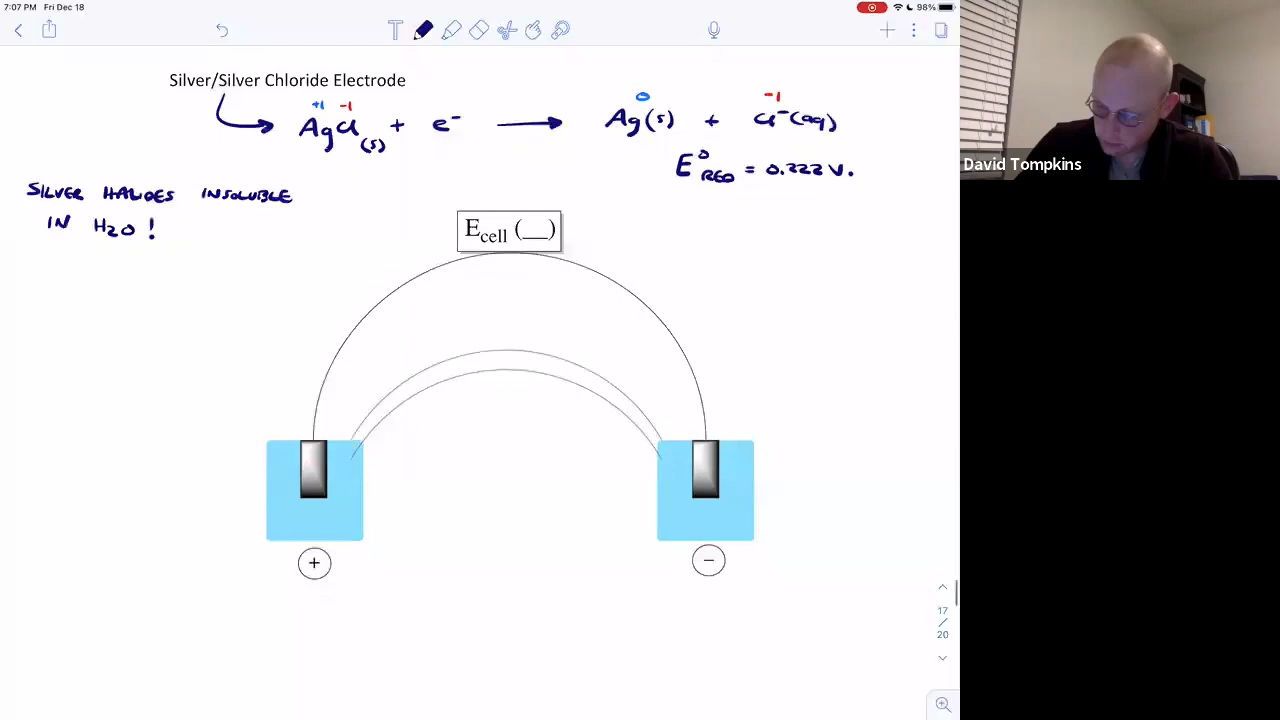 7:07 PM Fri Dec 18
98%
T
Silver/Silver Chloride Electrode
+1 -1 0 -1
AgCl(s) + e⁻ → Ag(s) + Cl⁻(aq)
E°RED = 0.222 V.
SILVER HALIDES INSOLUBLE
IN H2O !
Ecell (__)
+ −
17
/
20
David Tompkins